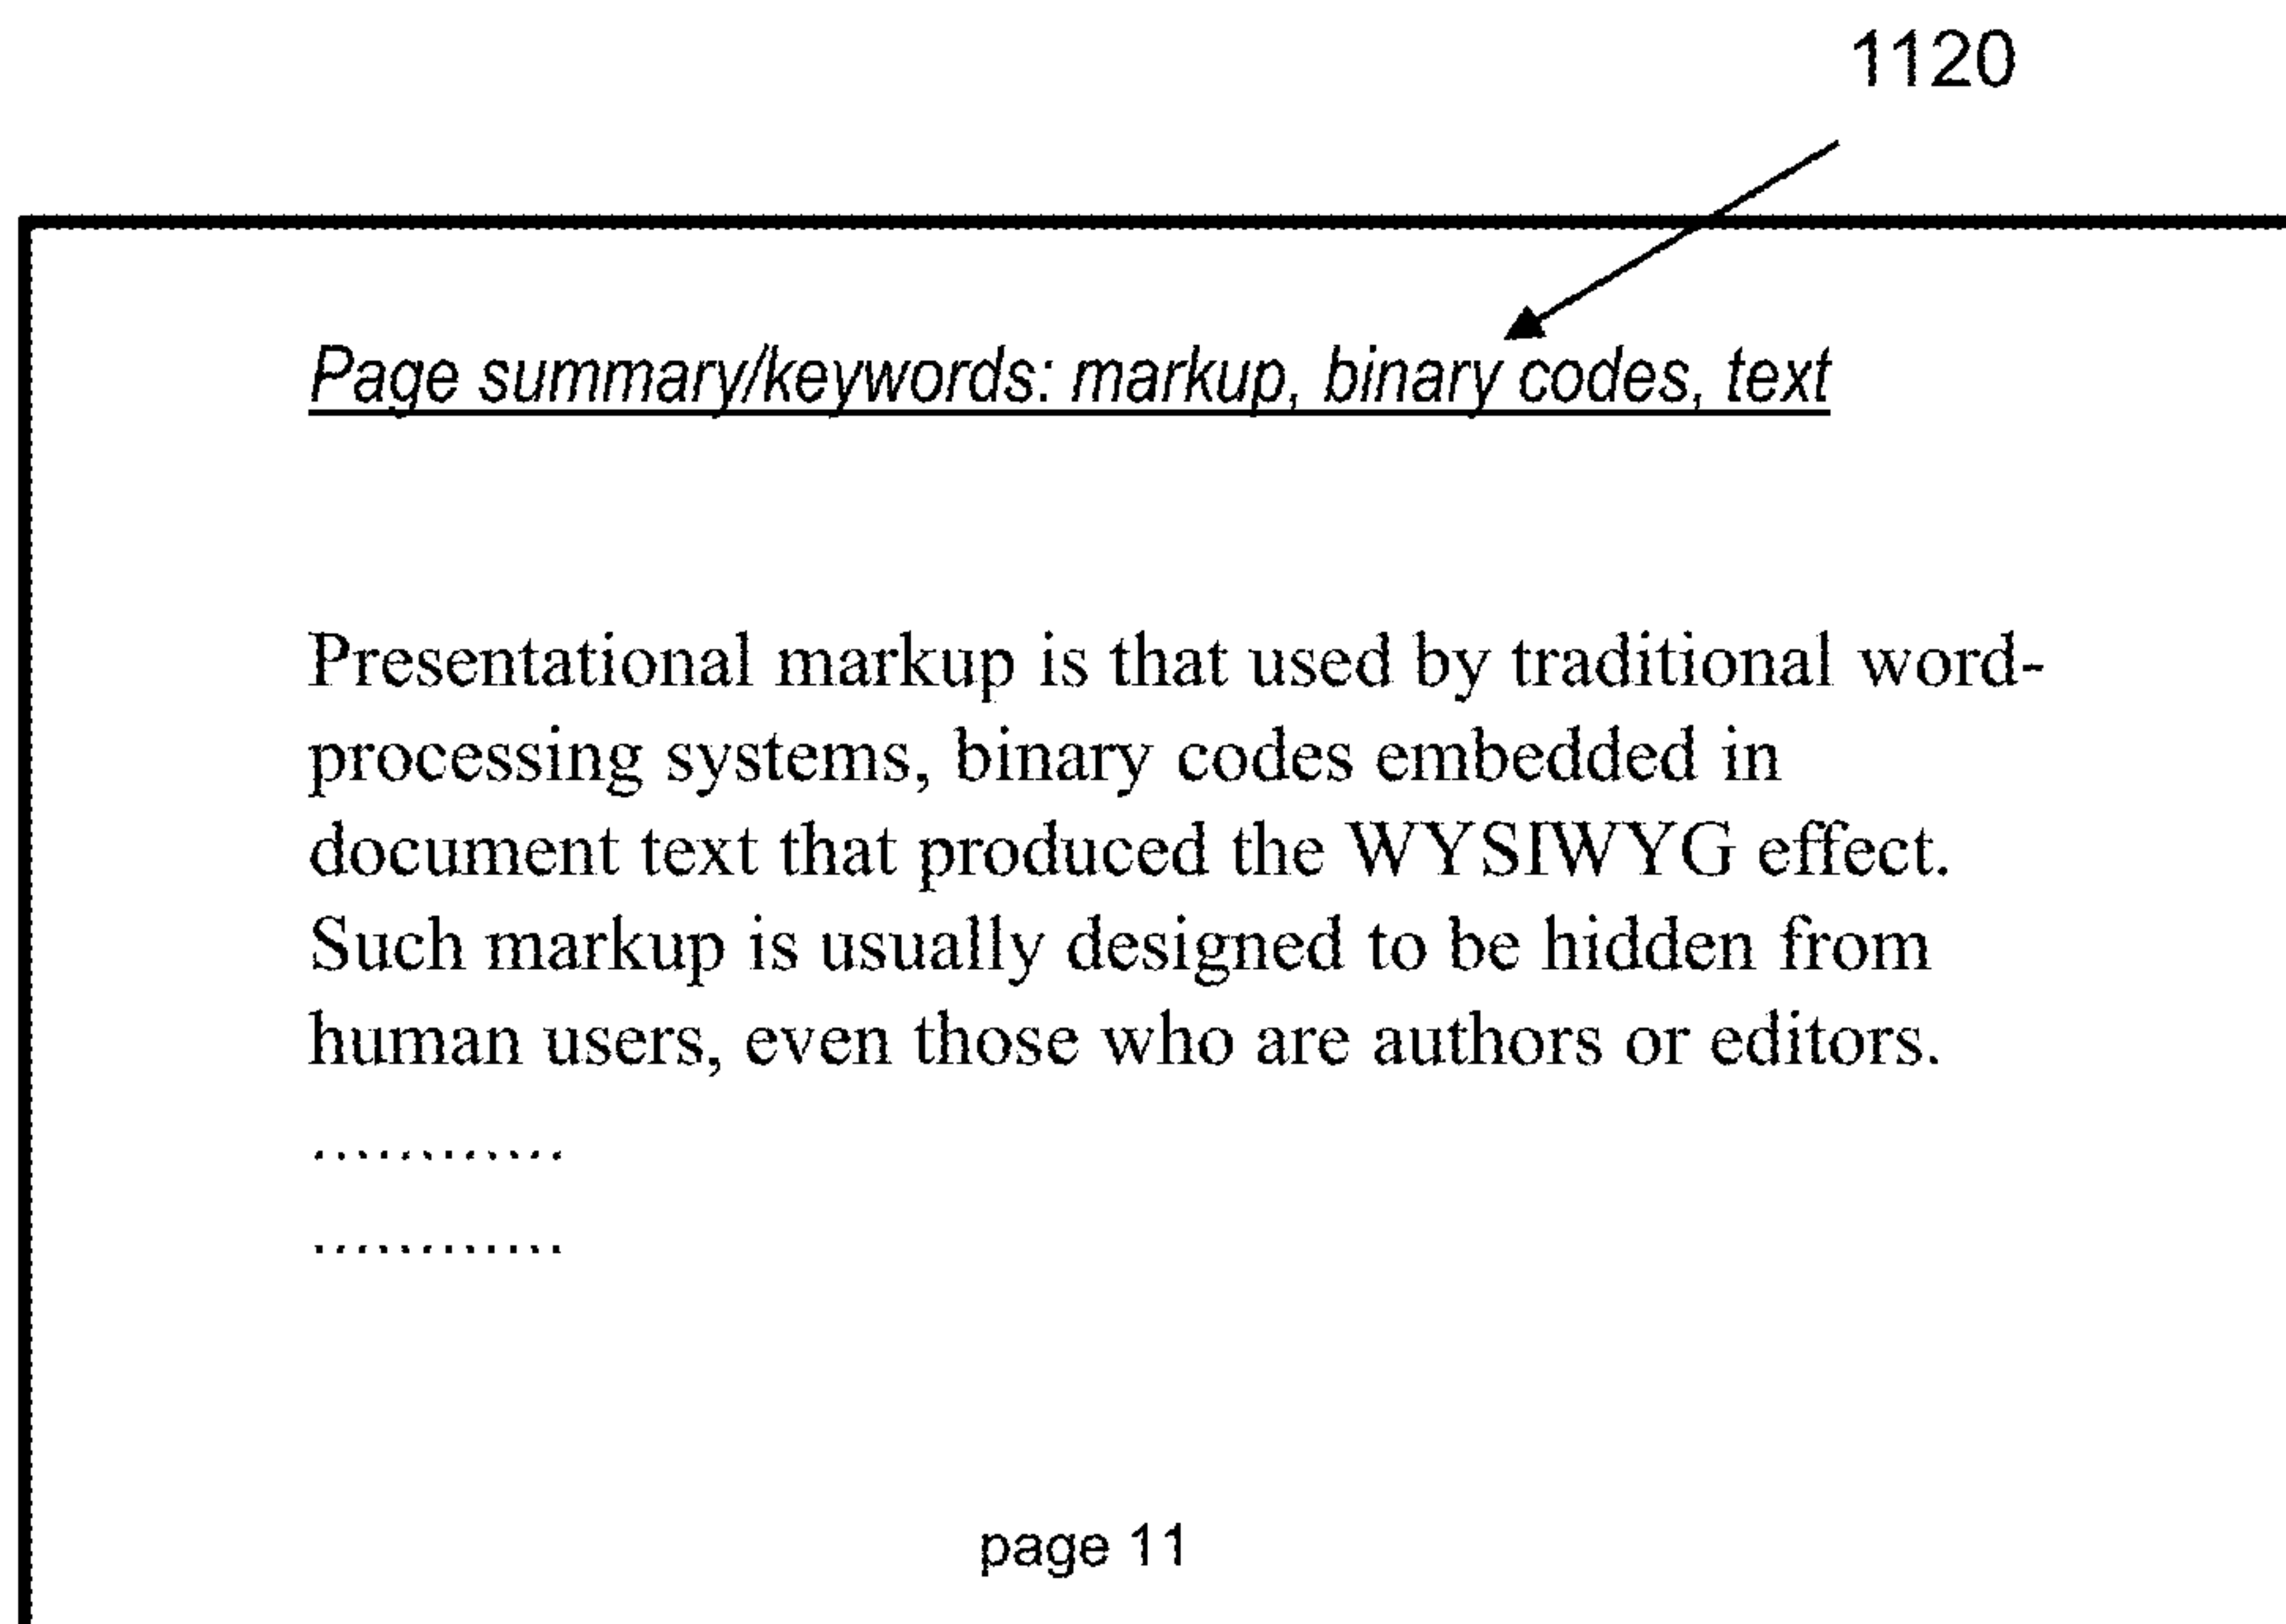 1120
Page summary/keywords: markup, binary codes, text
Presentational markup is that used by traditional word-
processing systems, binary codes embedded in
document text that produced the WYSIWYG effect.
Such markup is usually designed to be hidden from
human users, even those who are authors or editors.
............
............
page 11